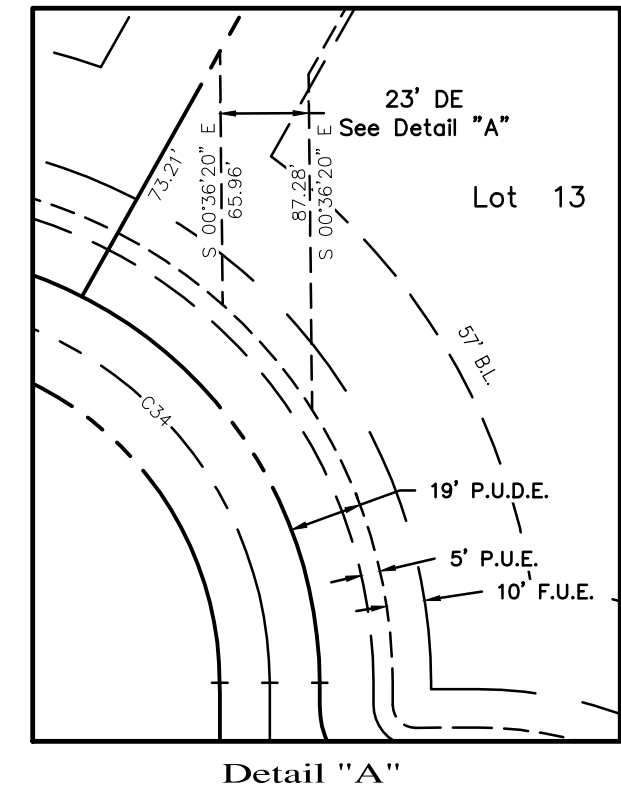 23' DE
See Detail "A"
73.21'
S 00°36'20" E
65.96'
87.28'
S 00°36'20" E
Lot 13
57' B.L.
C34
19' P.U.D.E.
5' P.U.E.
10' F.U.E.
Detail "A"